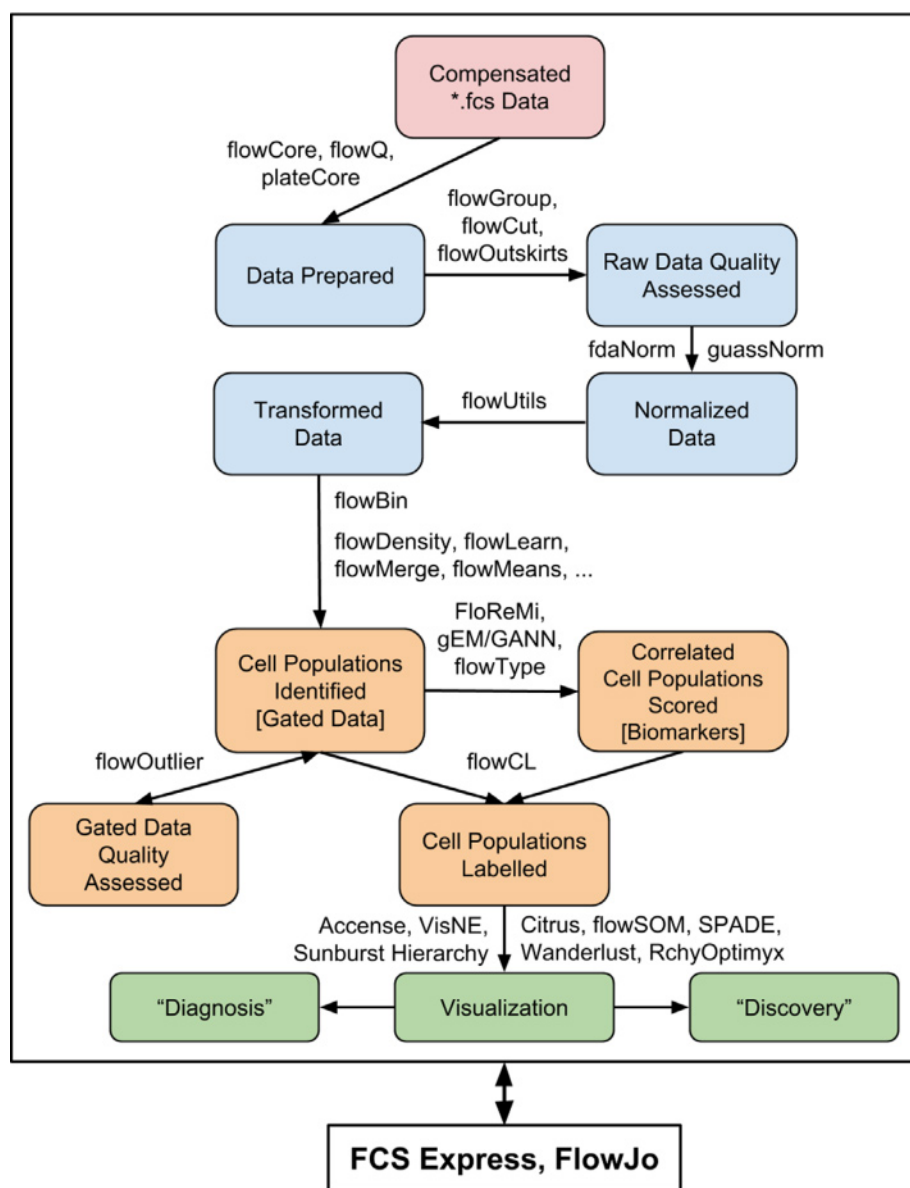 Compensated
*.fcs Data
flowCore, flowQ,
plateCore
flowGroup,
flowCut,
flowOutskirts
Data Prepared
Raw Data Quality
Assessed
fdaNorm
guassNorm
Transformed
Data
flowUtils
Normalized
Data
flowBin
flowDensity, flowLearn,
flowMerge, flowMeans, ...
Cell Populations
Identified
[Gated Data]
FloReMi,
gEM/GANN,
flowType
Correlated
Cell Populations
Scored
[Biomarkers]
flowOutlier
flowCL
Gated Data
Quality
Assessed
Cell Populations
Labelled
Accense, VisNE,
Sunburst Hierarchy
Citrus, flowSOM, SPADE,
Wanderlust, RchyOptimyx
“Diagnosis”
Visualization
“Discovery”
FCS Express, FlowJo